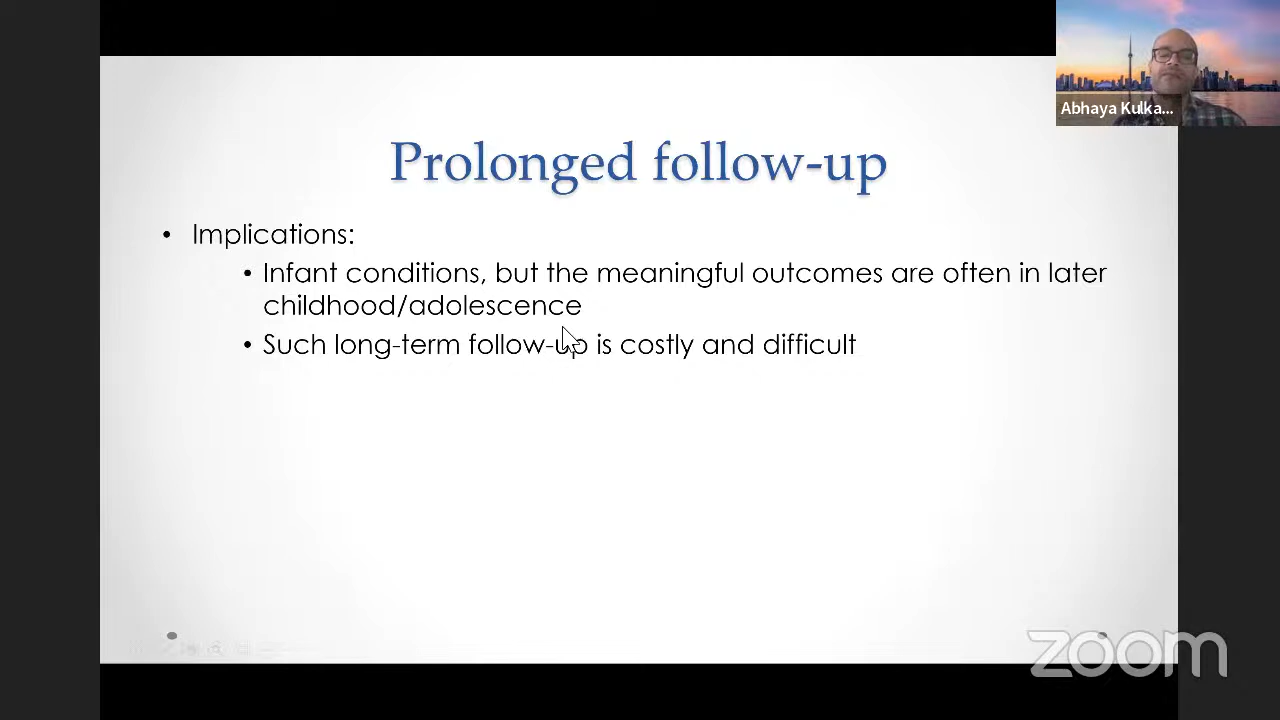 Abhaya Kulka...
Prolonged follow-up
• Implications:
• Infant conditions, but the meaningful outcomes are often in later
childhood/adolescence
• Such long-term follow-up is costly and difficult
zoom